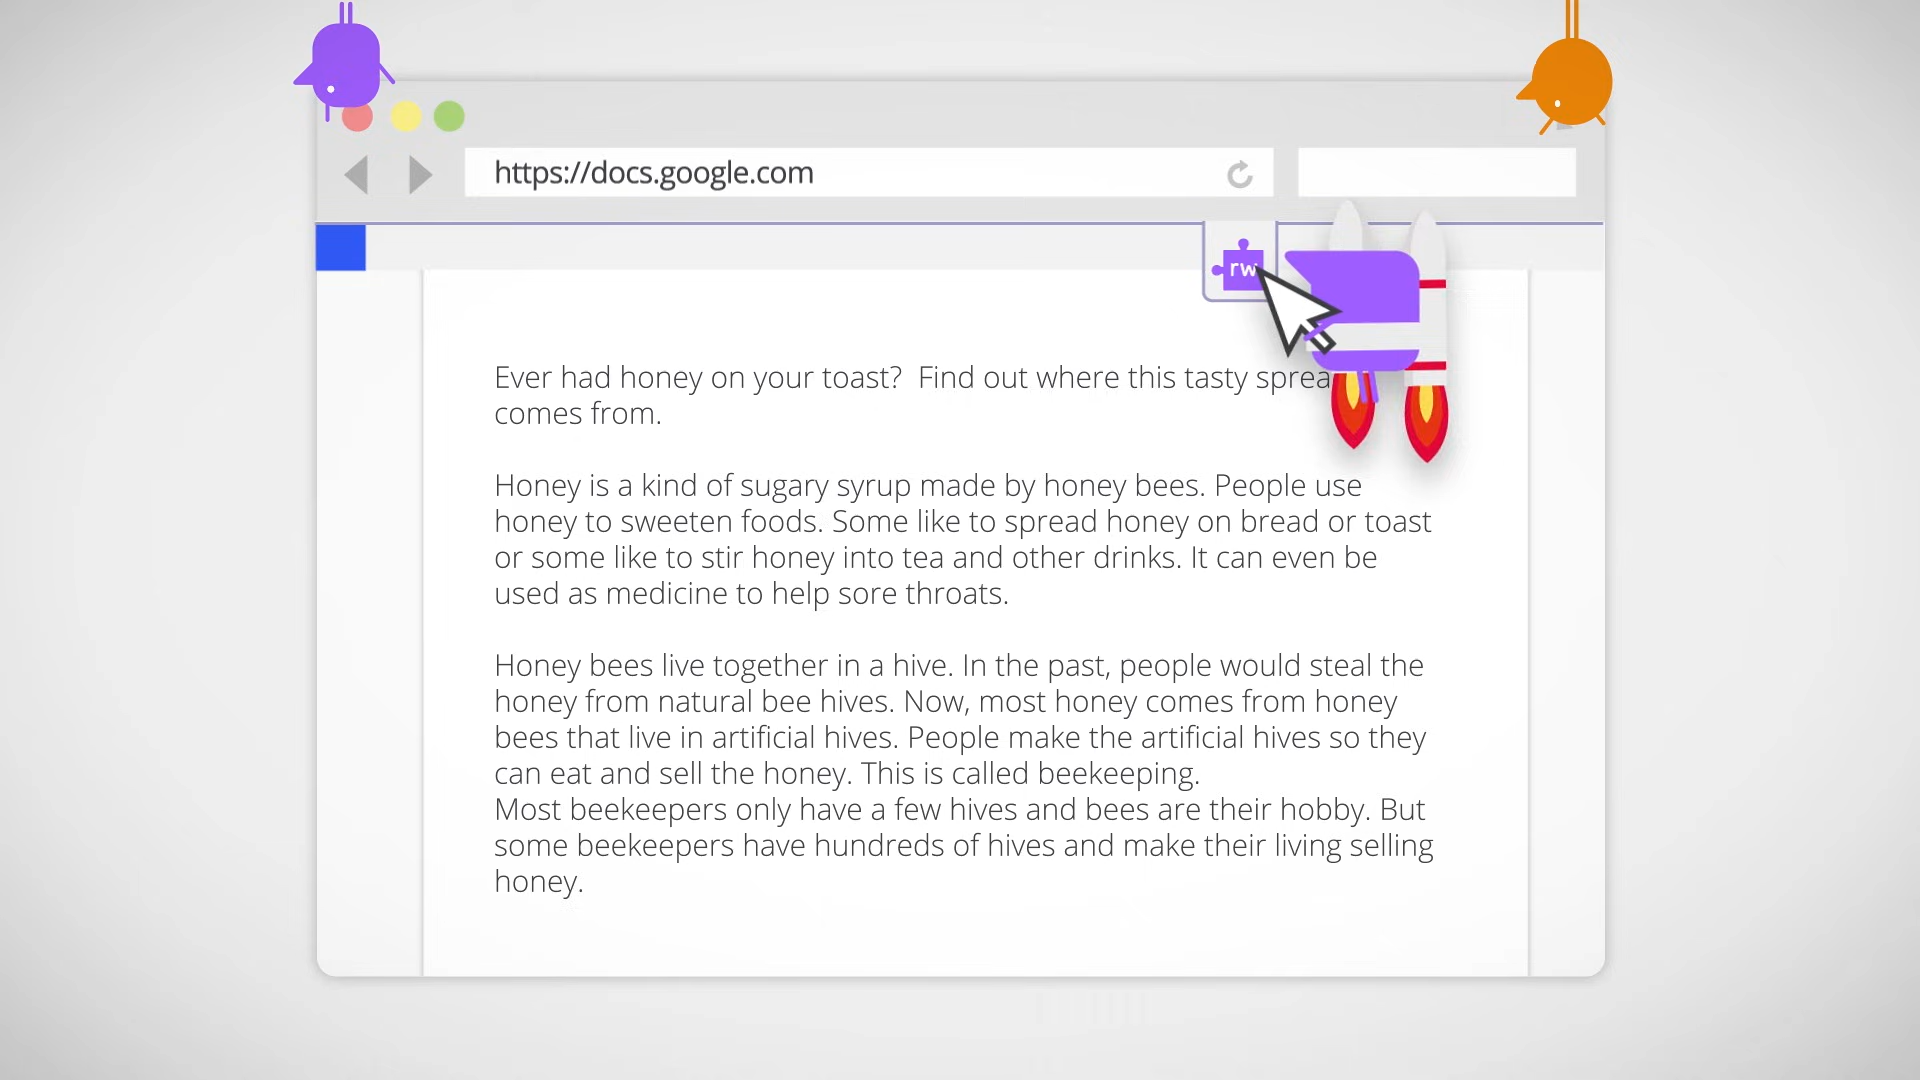 https://docs.google.com
rw
Ever had honey on your toast?  Find out where this tasty sprea
comes from.
Honey is a kind of sugary syrup made by honey bees. People use
honey to sweeten foods. Some like to spread honey on bread or toast
or some like to stir honey into tea and other drinks. It can even be
used as medicine to help sore throats.
Honey bees live together in a hive. In the past, people would steal the
honey from natural bee hives. Now, most honey comes from honey
bees that live in artificial hives. People make the artificial hives so they
can eat and sell the honey. This is called beekeeping.
Most beekeepers only have a few hives and bees are their hobby. But
some beekeepers have hundreds of hives and make their living selling
honey.